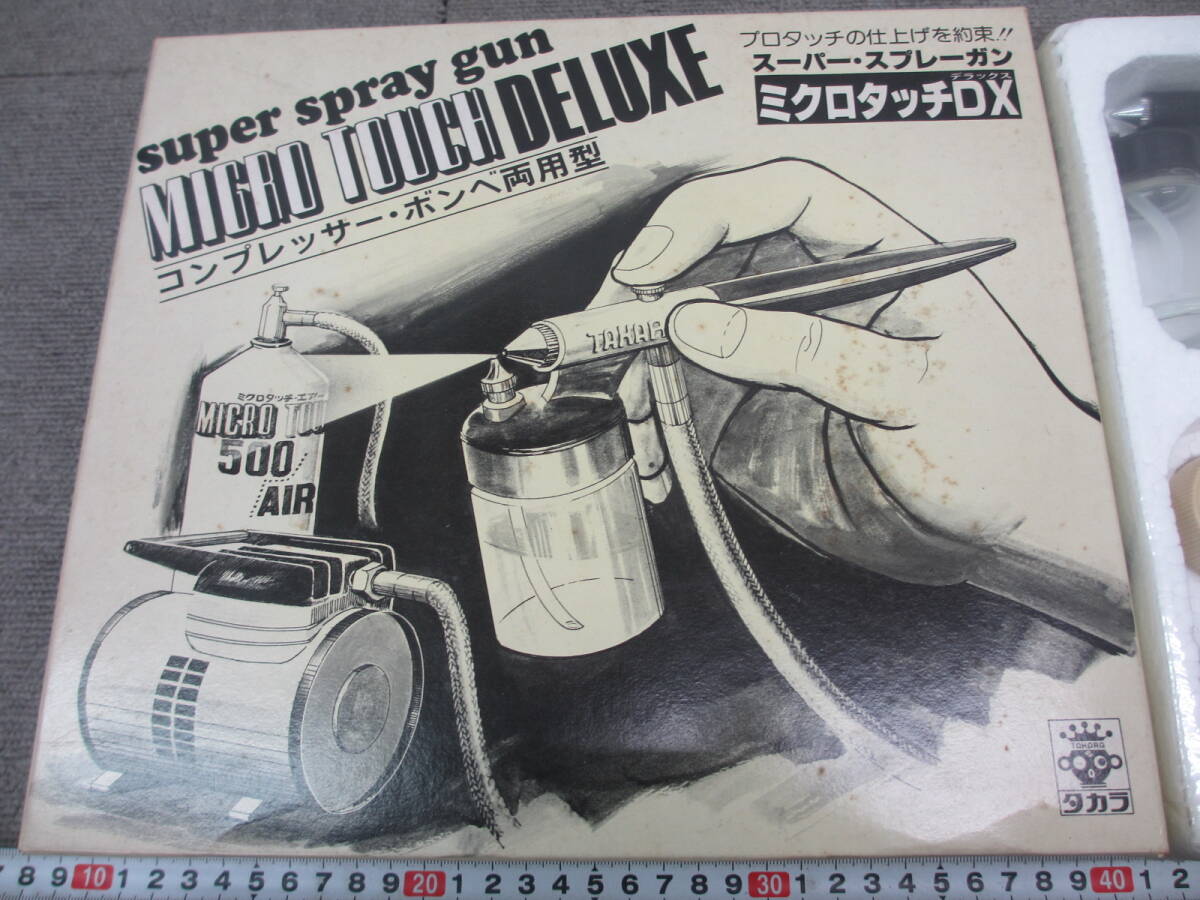 super spray gun
MICRO TOUCH DELUXE
コンプレッサー・ボンベ両用型
プロタッチの仕上げを約束!!
スーパー・スプレーガン
デラックス
ミクロタッチDX
ミクロタッチ・エアー
MICRO TOU
500
AIR
TAKAR
TAKARA
タカラ
7 8 9 10 1 2 3 4 5 6 7 8 9 20 1 2 3 4 5 6 7 8 9 30 1 2 3 4 5 6 7 8 9 40 1 2